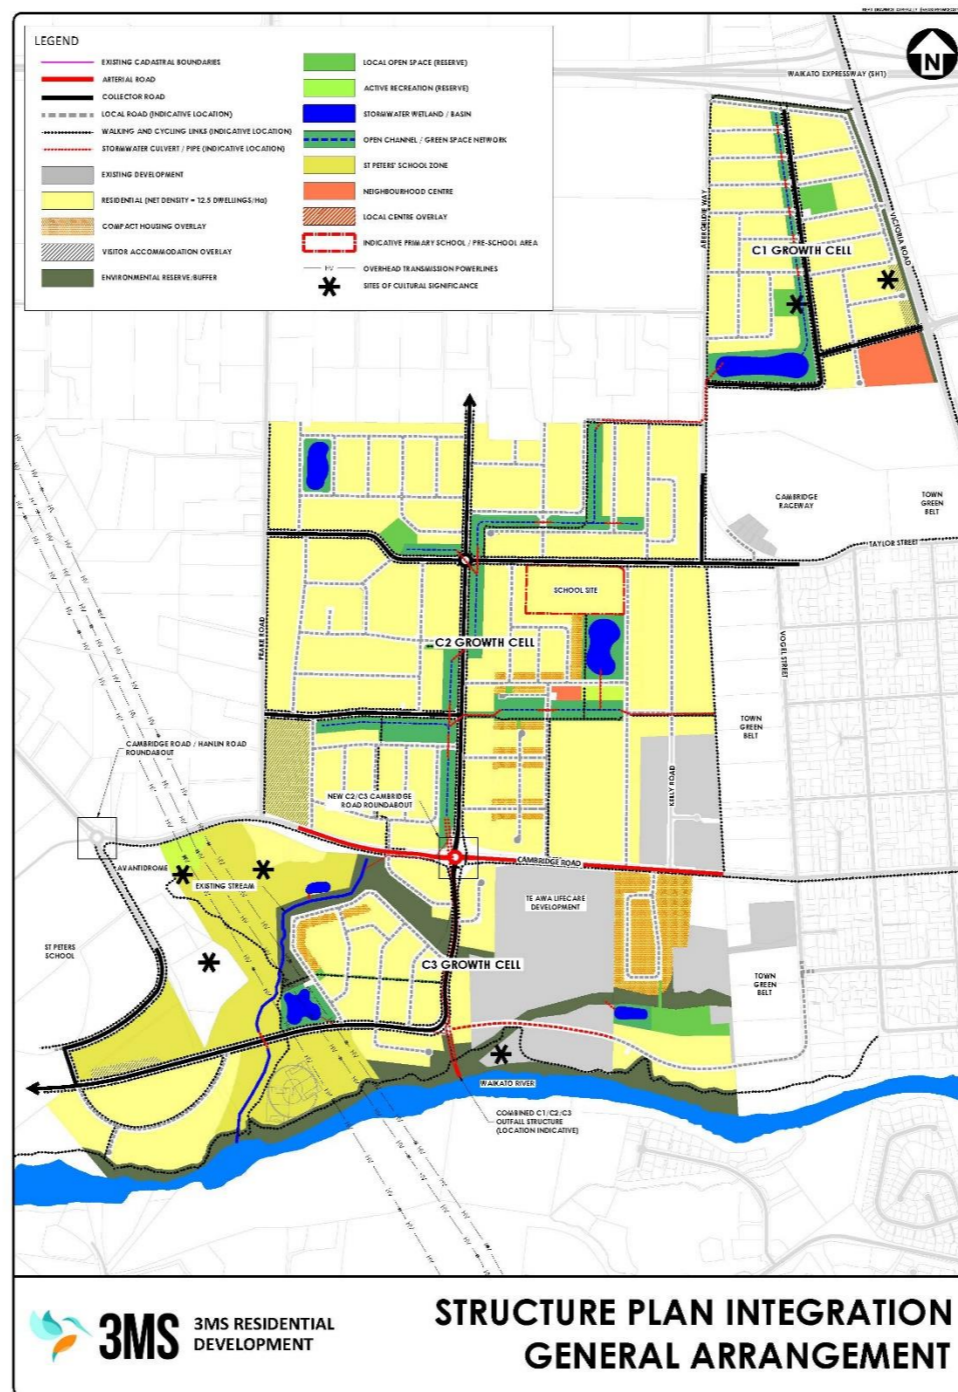 LEGEND
EXISTING CADASTRAL BOUNDARIES
ARTERIAL ROAD
COLLECTOR ROAD
LOCAL ROAD (INDICATIVE LOCATION)
WALKING AND CYCLING LINKS (INDICATIVE LOCATION)
STORMWATER CULVERT / PIPE (INDICATIVE LOCATION)
EXISTING DEVELOPMENT
RESIDENTIAL (NET DENSITY = 12.5 DWELLINGS/Ha)
COMPACT HOUSING OVERLAY
VISITOR ACCOMMODATION OVERLAY
ENVIRONMENTAL RESERVE/BUFFER
LOCAL OPEN SPACE (RESERVE)
ACTIVE RECREATION (RESERVE)
STORMWATER WETLAND / BASIN
OPEN CHANNEL / GREEN SPACE NETWORK
ST PETERS' SCHOOL ZONE
NEIGHBOURHOOD CENTRE
LOCAL CENTRE OVERLAY
INDICATIVE PRIMARY SCHOOL / PRE-SCHOOL AREA
HV
OVERHEAD TRANSMISSION POWERLINES
SITES OF CULTURAL SIGNIFICANCE
N
WAIKATO EXPRESSWAY (SH1)
ABERGELDIE WAY
VICTORIA ROAD
C1 GROWTH CELL
CAMBRIDGE
RACEWAY
TOWN
GREEN
BELT
TAYLOR STREET
SCHOOL SITE
PEAKE ROAD
C2 GROWTH CELL
VOGEL STREET
TOWN
GREEN
BELT
KELLY ROAD
CAMBRIDGE ROAD / HANLIN ROAD
ROUNDABOUT
NEW C2/C3 CAMBRIDGE
ROAD ROUNDABOUT
CAMBRIDGE ROAD
AVANTIDROME
EXISTING STREAM
TE AWA LIFECARE
DEVELOPMENT
ST PETERS
SCHOOL
C3 GROWTH CELL
TOWN
GREEN
BELT
WAIKATO RIVER
COMBINED C1/C2/C3
OUTFALL STRUCTURE
(LOCATION INDICATIVE)
3MS
3MS RESIDENTIAL
DEVELOPMENT
STRUCTURE PLAN INTEGRATION
GENERAL ARRANGEMENT